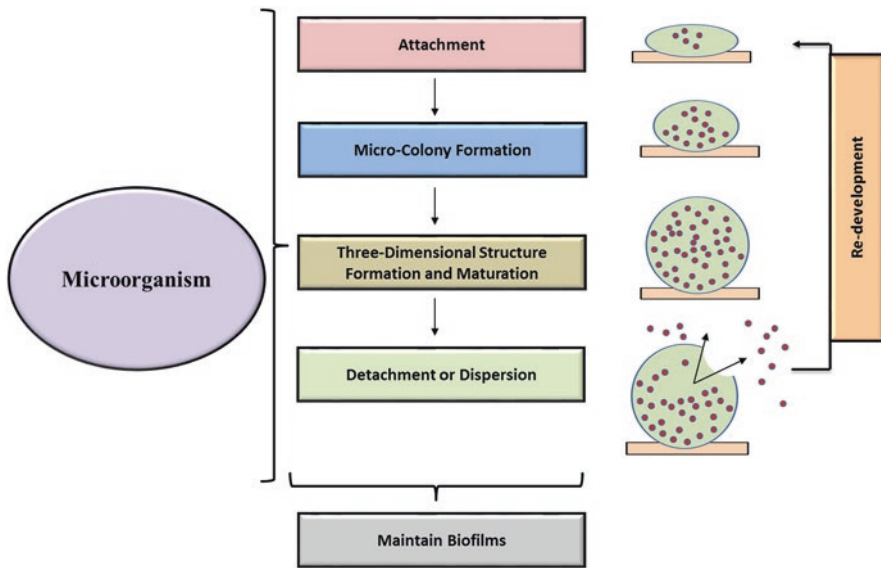 Attachment
Micro-Colony Formation
Three-Dimensional Structure
Formation and Maturation
Detachment or Dispersion
Maintain Biofilms
Microorganism
Re-development